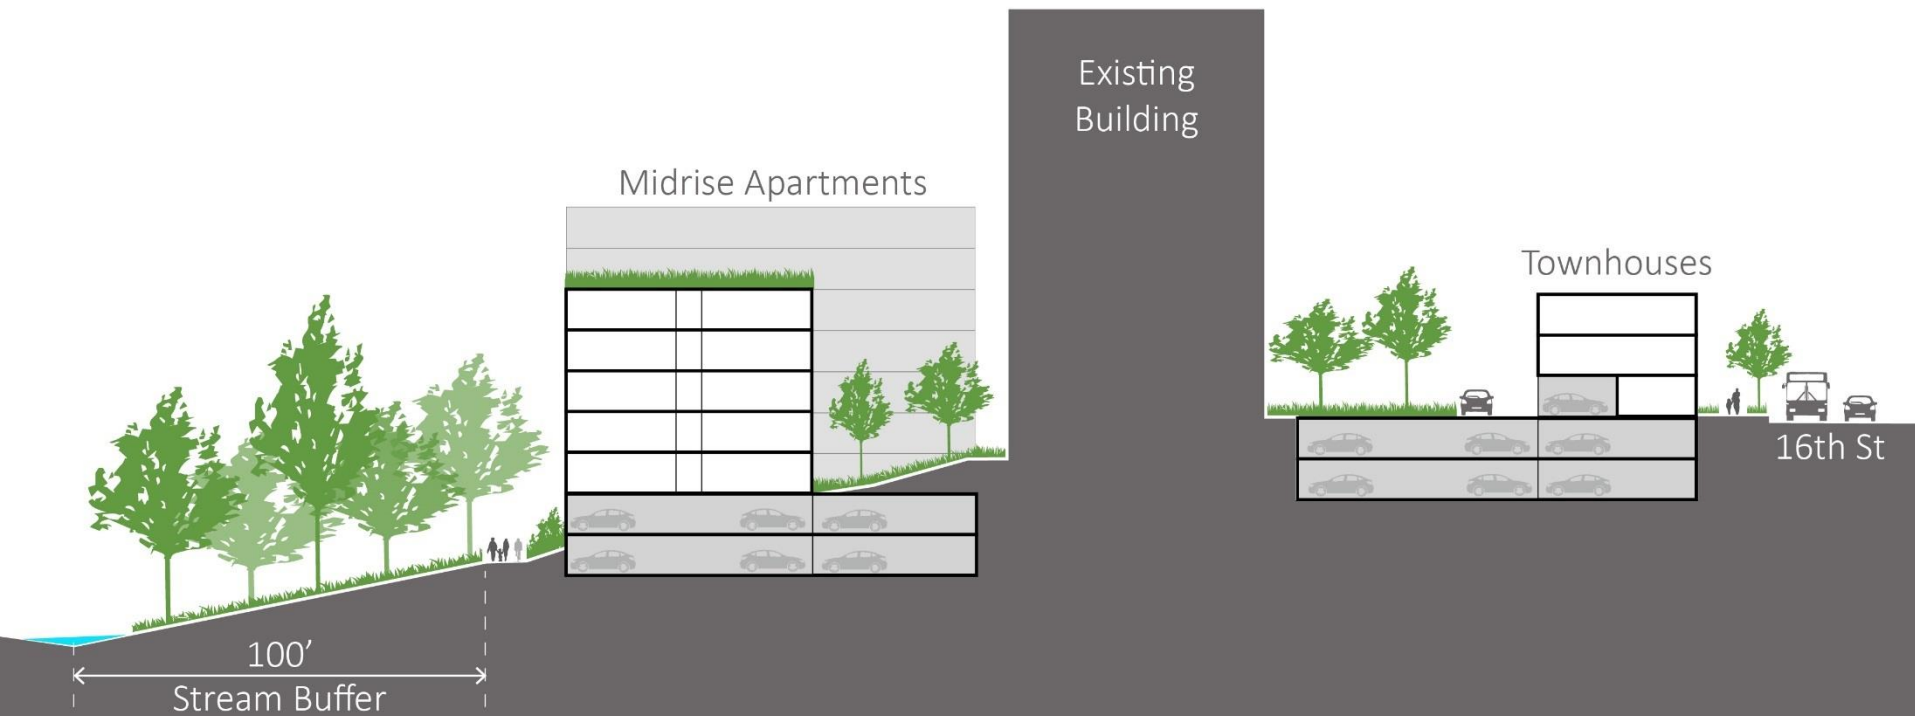 Existing
Building
Midrise Apartments
Townhouses
16th St
100’
Stream Buffer